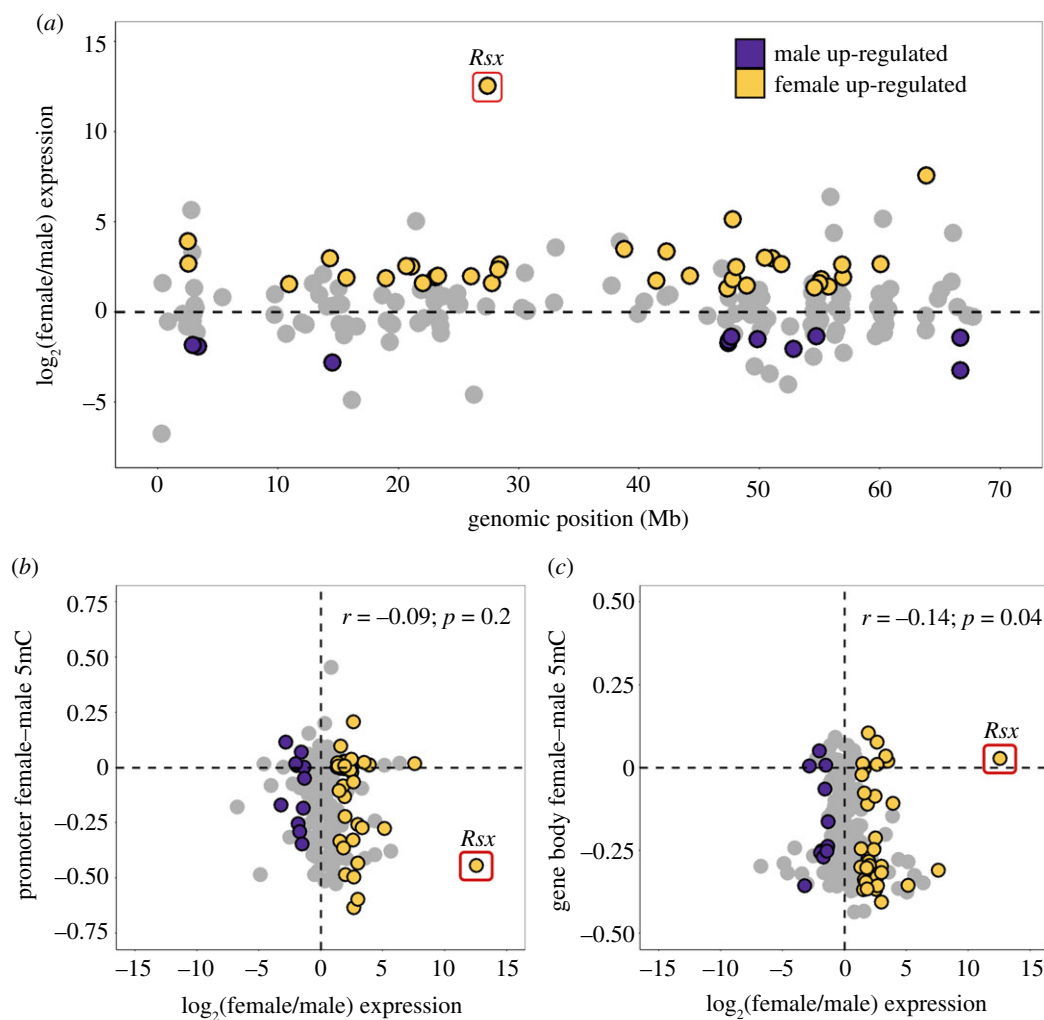 (a)
15
10
5
0
−5
log2(female/male) expression
Rsx
male up-regulated
female up-regulated
0 10 20 30 40 50 60 70
genomic position (Mb)
(b)
0.75
0.50
0.25
0
−0.25
−0.50
−0.75
promoter female–male 5mC
r = –0.09; p = 0.2
Rsx
−15 −10 −5 0 5 10 15
log2(female/male) expression
(c)
0.50
0.25
0
−0.25
−0.50
gene body female–male 5mC
r = –0.14; p = 0.04
Rsx
−15 −10 −5 0 5 10 15
log2(female/male) expression